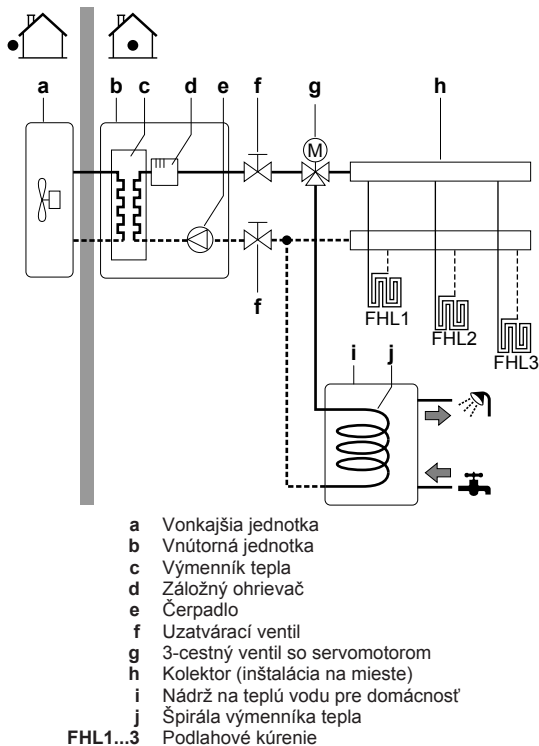 a b c d e f g h
M
f
FHL1
FHL2
FHL3
i j
a Vonkajšia jednotka
b Vnútorná jednotka
c Výmenník tepla
d Záložný ohrievač
e Čerpadlo
f Uzatvárací ventil
g 3-cestný ventil so servomotorom
h Kolektor (inštalácia na mieste)
i Nádrž na teplú vodu pre domácnosť
j Špirála výmenníka tepla
FHL1...3 Podlahové kúrenie